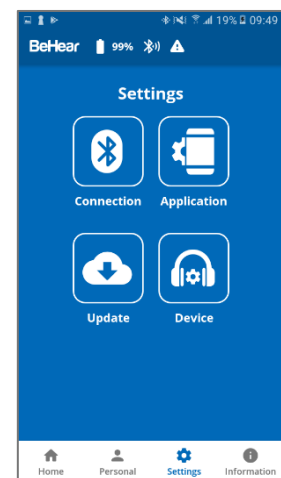 19% 09:49
BeHear 99%
Settings
Connection Application
Update Device
Home Personal Settings Information